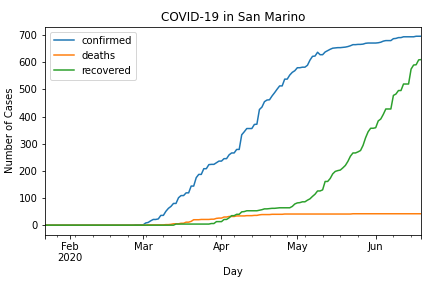 COVID-19 in San Marino
confirmed
deaths
recovered
Number of Cases
700
600
500
400
300
200
100
0
Feb
2020
Mar
Apr
May
Jun
Day